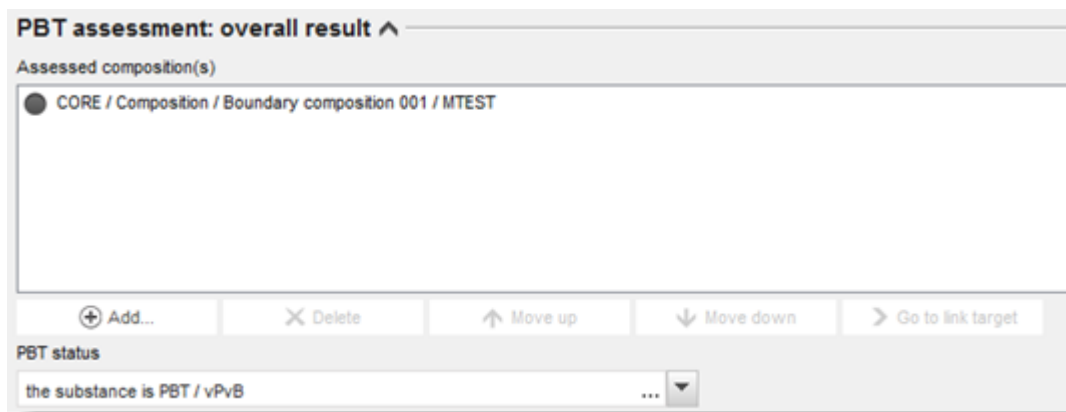 PBT assessment: overall result
Assessed composition(s)
CORE / Composition / Boundary composition 001 / MTEST
Add... Delete Move up Move down Go to link target
PBT status
the substance is PBT / vPvB ...